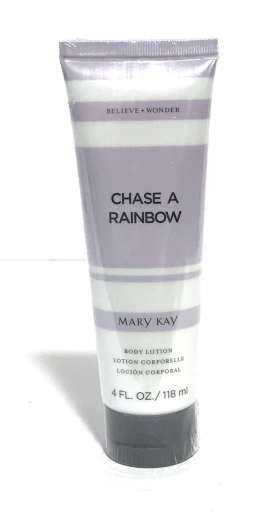 BELIEVE • WONDER
CHASE A
RAINBOW
MARY KAY
BODY LOTION
LOTION CORPORELLE
LOCIÓN CORPORAL
4 FL. OZ./ 118 ml